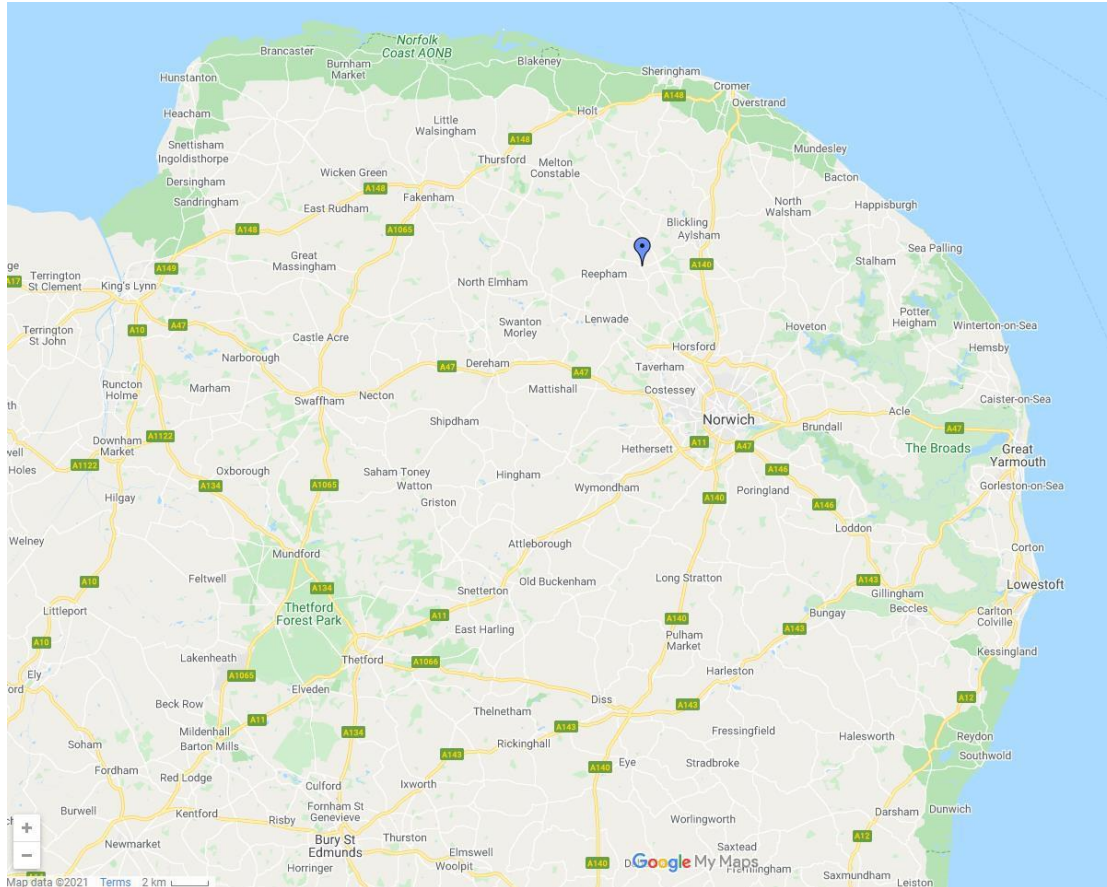 Norfolk
Coast AONB
Brancaster
Burnham
Market
Blakeney
Sheringham
Cromer
Overstrand
Hunstanton
A148
Holt
Heacham
Little
Walsingham
A148
Mundesley
Snettisham
Ingoldisthorpe
Thursford
Melton
Constable
Bacton
Dersingham
Wicken Green
A148
Fakenham
North
Walsham
Happisburgh
Sandringham
East Rudham
A148
A1065
Blickling
Aylsham
Sea Palling
Great
Massingham
Stalham
ge
Terrington
St Clement
A17
A149
King's Lynn
North Elmham
Reepham
A140
Potter
Heigham
Terrington
St John
A10
A47
Swanton
Morley
Lenwade
Hoveton
Winterton-on-Sea
Castle Acre
Horsford
Hemsby
Narborough
A47
Dereham
A47
Taverham
Runcton
Holme
Marham
Necton
Mattishall
Costessey
Caister-on-Sea
th
Swaffham
Shipdham
Norwich
Acle
A47
Brundall
Downham
Market
A1122
Hethersett
A11
A47
The Broads
Great
Yarmouth
well
Holes
A1122
Oxborough
Saham Toney
Watton
Hingham
A146
A134
A1065
Wymondham
A140
Poringland
Gorleston-on-Sea
Hilgay
Griston
A146
Loddon
Welney
Attleborough
Corton
Mundford
A10
Feltwell
A134
Old Buckenham
Long Stratton
A143
Lowestoft
Snetterton
Gillingham
Beccles
Littleport
Thetford
Forest Park
A11
A140
Bungay
Carlton
Colville
East Harling
A143
A10
Pulham
Market
Kessingland
Lakenheath
Thetford
A1066
Harleston
Ely
A1065
ford
Elveden
Diss
A12
Beck Row
A11
Thelnetham
A143
A143
Mildenhall
A134
Fressingfield
Halesworth
Reydon
Soham
Barton Mills
A143
Rickinghall
Southwold
Eye
Stradbroke
A140
Fordham
Red Lodge
Culford
Ixworth
Burwell
Kentford
Fornham St
Genevieve
Darsham
Dunwich
Risby
Worlingworth
Thurston
A12
Newmarket
Bury St
Edmunds
Elmswell
Saxtead
Horringer
Woolpit
A140
Google My Maps
Saxmundham
Leiston
+
−
Map data ©2021 Terms 2 km